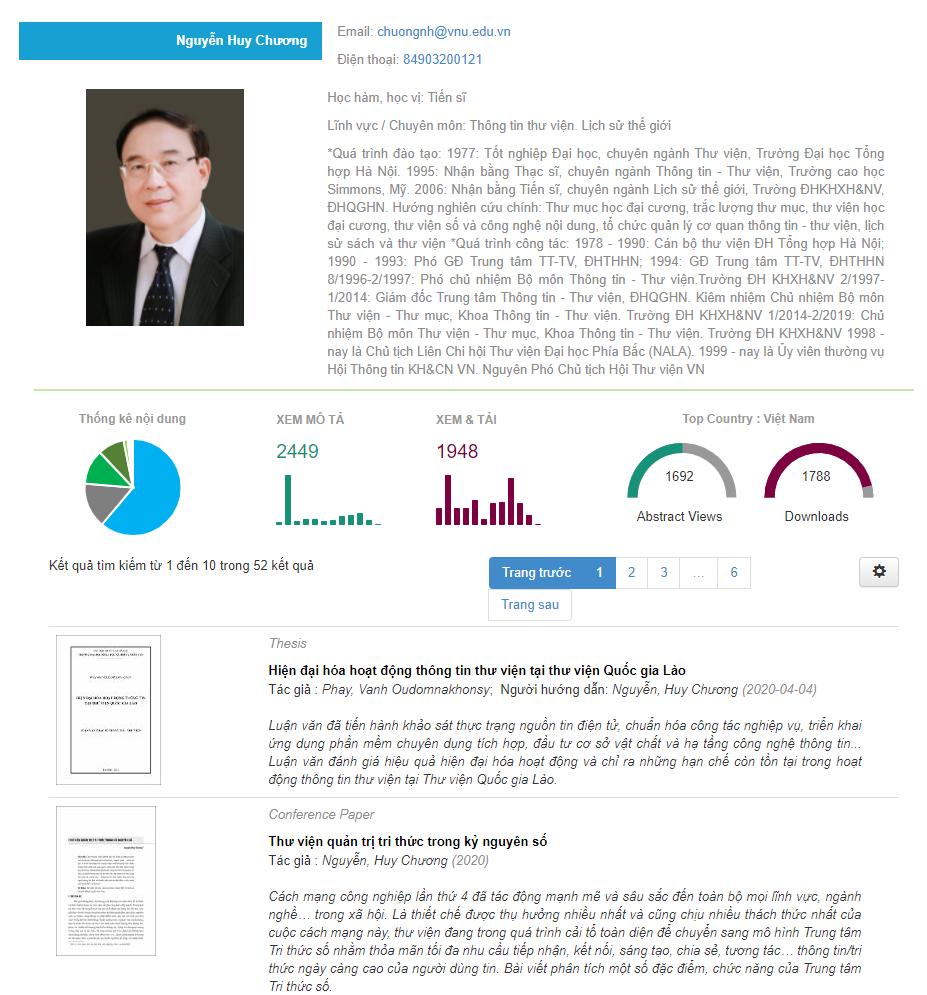 Nguyễn Huy Chương
Email: chuongnh@vnu.edu.vn
Điện thoại: 84903200121
Học hàm, học vị: Tiến sĩ
Lĩnh vực / Chuyên môn: Thông tin thư viện. Lịch sử thế giới
*Quá trình đào tạo: 1977: Tốt nghiệp Đại học, chuyên ngành Thư viện, Trường Đại học Tổng
hợp Hà Nội. 1995: Nhận bằng Thạc sĩ, chuyên ngành Thông tin - Thư viện, Trường cao học
Simmons, Mỹ. 2006: Nhận bằng Tiến sĩ, chuyên ngành Lịch sử thế giới, Trường ĐHKHXH&NV,
ĐHQGHN. Hướng nghiên cứu chính: Thư mục học đại cương, trắc lượng thư mục, thư viện học
đại cương, thư viện số và công nghệ nội dung, tổ chức quản lý cơ quan thông tin - thư viện, lịch
sử sách và thư viện *Quá trình công tác: 1978 - 1990: Cán bộ thư viện ĐH Tổng hợp Hà Nội;
1990 - 1993: Phó GĐ Trung tâm TT-TV, ĐHTHHN; 1994: GĐ Trung tâm TT-TV, ĐHTHHN
8/1996-2/1997: Phó chủ nhiệm Bộ môn Thông tin - Thư viện.Trường ĐH KHXH&NV 2/1997-
1/2014: Giám đốc Trung tâm Thông tin - Thư viện, ĐHQGHN. Kiêm nhiệm Chủ nhiệm Bộ môn
Thư viện - Thư mục, Khoa Thông tin - Thư viện. Trường ĐH KHXH&NV 1/2014-2/2019: Chủ
nhiệm Bộ môn Thư viện - Thư mục, Khoa Thông tin - Thư viện. Trường ĐH KHXH&NV 1998 -
nay là Chủ tịch Liên Chi hội Thư viện Đại học Phía Bắc (NALA). 1999 - nay là Ủy viên thường vụ
Hội Thông tin KH&CN VN. Nguyên Phó Chủ tịch Hội Thư viện VN
Thống kê nội dung
XEM MÔ TẢ
2449
XEM & TẢI
1948
Top Country : Việt Nam
1692
Abstract Views
1788
Downloads
Kết quả tìm kiếm từ 1 đến 10 trong 52 kết quả
Trang trước 1 2 3 ... 6
Trang sau
Thesis
Hiện đại hóa hoạt động thông tin thư viện tại thư viện Quốc gia Lào
Tác giả : Phay, Vanh Oudomnakhonsy; Người hướng dẫn: Nguyễn, Huy Chương (2020-04-04)
Luận văn đã tiến hành khảo sát thực trạng nguồn tin điện tử, chuẩn hóa công tác nghiệp vụ, triển khai
ứng dụng phần mềm chuyên dụng tích hợp, đầu tư cơ sở vật chất và hạ tầng công nghệ thông tin...
Luận văn đánh giá hiệu quả hiện đại hóa hoạt động và chỉ ra những hạn chế còn tồn tại trong hoạt
động thông tin thư viện tại Thư viện Quốc gia Lào.
HIỆN ĐẠI HÓA HOẠT ĐỘNG THÔNG TIN
TẠI THƯ VIỆN QUỐC GIA LÀO
Conference Paper
Thư viện quản trị tri thức trong kỷ nguyên số
Tác giả : Nguyễn, Huy Chương (2020)
Cách mạng công nghiệp lần thứ 4 đã tác động mạnh mẽ và sâu sắc đến toàn bộ mọi lĩnh vực, ngành
nghề… trong xã hội. Là thiết chế được thụ hưởng nhiều nhất và cũng chịu nhiều thách thức nhất của
cuộc cách mạng này, thư viện đang trong quá trình cải tổ toàn diện để chuyển sang mô hình Trung tâm
Tri thức số nhằm thỏa mãn tối đa nhu cầu tiếp nhận, kết nối, sáng tạo, chia sẻ, tương tác… thông tin/tri
thức ngày càng cao của người dùng tin. Bài viết phân tích một số đặc điểm, chức năng của Trung tâm
Tri thức số.